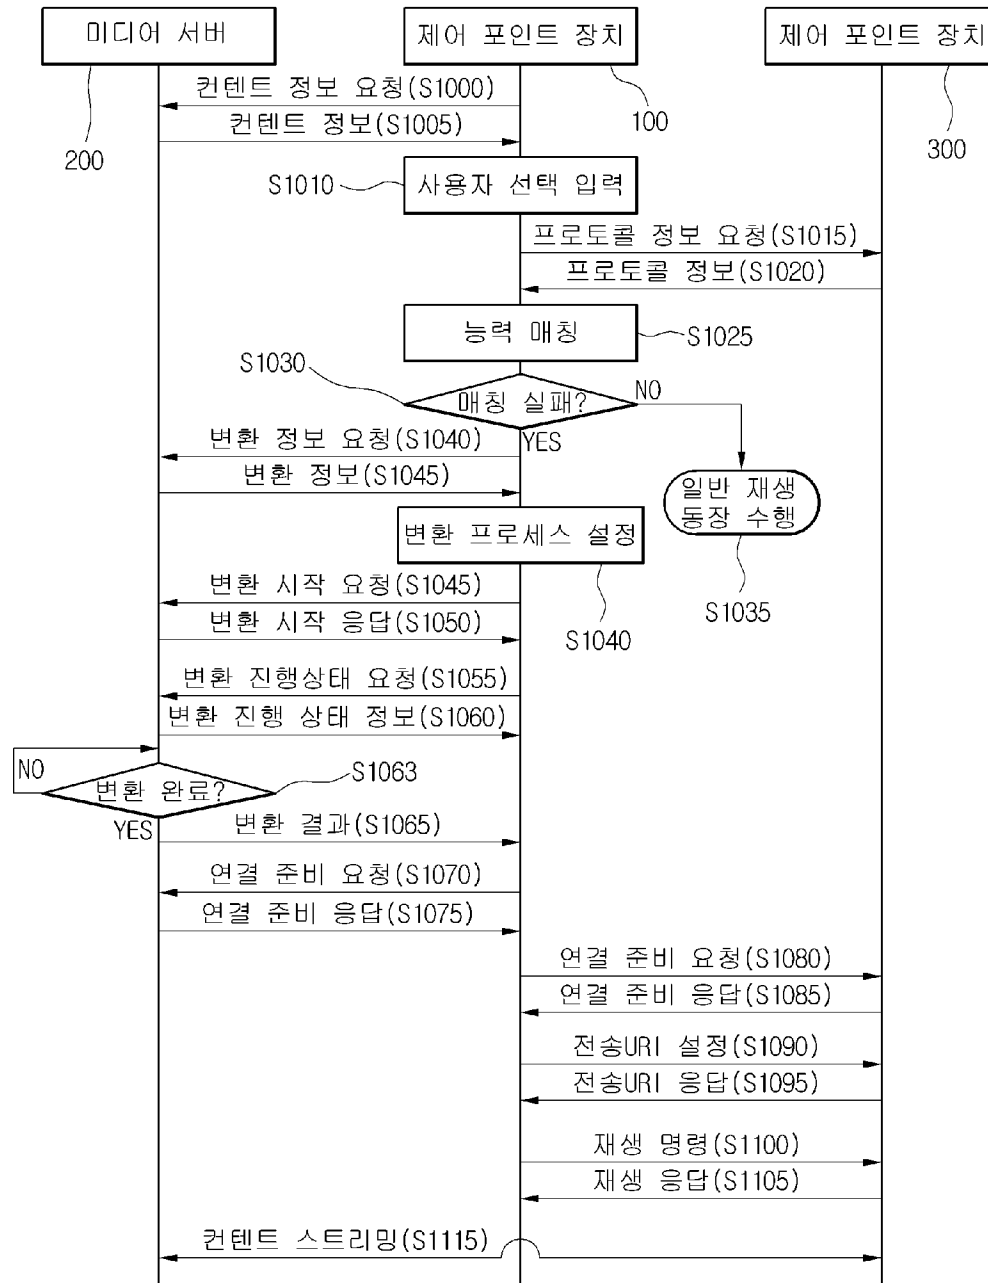 미디어 서버
제어 포인트 장치
제어 포인트 장치
컨텐트 정보 요청(S1000)
컨텐트 정보(S1005)
200
100
300
S1010
사용자 선택 입력
프로토콜 정보 요청(S1015)
프로토콜 정보(S1020)
능력 매칭
S1025
S1030
매칭 실패?
NO
YES
변환 정보 요청(S1040)
변환 정보(S1045)
일반 재생
동장 수행
S1035
변환 프로세스 설정
S1040
변환 시작 요청(S1045)
변환 시작 응답(S1050)
변환 진행상태 요청(S1055)
변환 진행 상태 정보(S1060)
NO
변환 완료?
S1063
YES
변환 결과(S1065)
연결 준비 요청(S1070)
연결 준비 응답(S1075)
연결 준비 요청(S1080)
연결 준비 응답(S1085)
전송URI 설정(S1090)
전송URI 응답(S1095)
재생 명령(S1100)
재생 응답(S1105)
컨텐트 스트리밍(S1115)